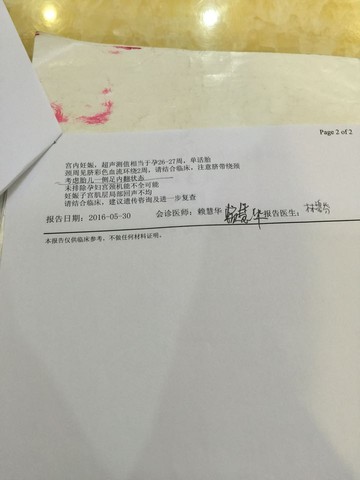 Page 2 of 2
宫内妊娠，超声测值相当于孕26-27周，单活胎
颈周见脐彩色血流环绕2周，请结合临床，注意脐带绕颈
考虑胎儿一侧足内翻状态
未排除孕妇宫颈机能不全可能
妊娠子宫肌层局部回声不均
请结合临床，建议遗传咨询及进一步复查
报告日期：2016-05-30 会诊医师：赖慧华 赖慧华 报告医生：
本报告仅供临床参考，不做任何材料证明。